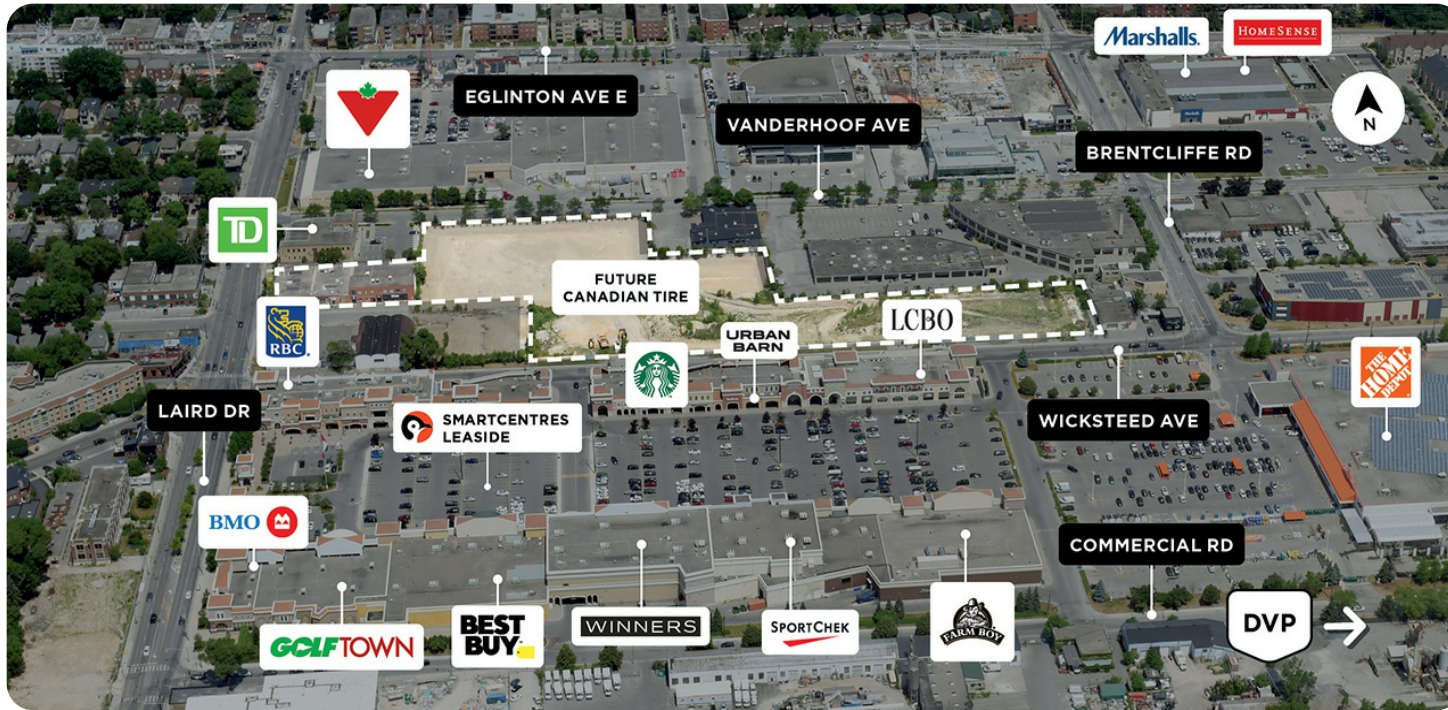 Marshalls.
HOMESENSE
EGLINTON AVE E
VANDERHOOF AVE
N
BRENTCLIFFE RD
TD
FUTURE
CANADIAN TIRE
RBC
URBAN
BARN
LCBO
THE
HOME
DEPOT
LAIRD DR
SMARTCENTRES
LEASIDE
WICKSTEED AVE
BMO
COMMERCIAL RD
GOLFTOWN
BEST
BUY
WINNERS
SPORTCHEK
FARM BOY
DVP